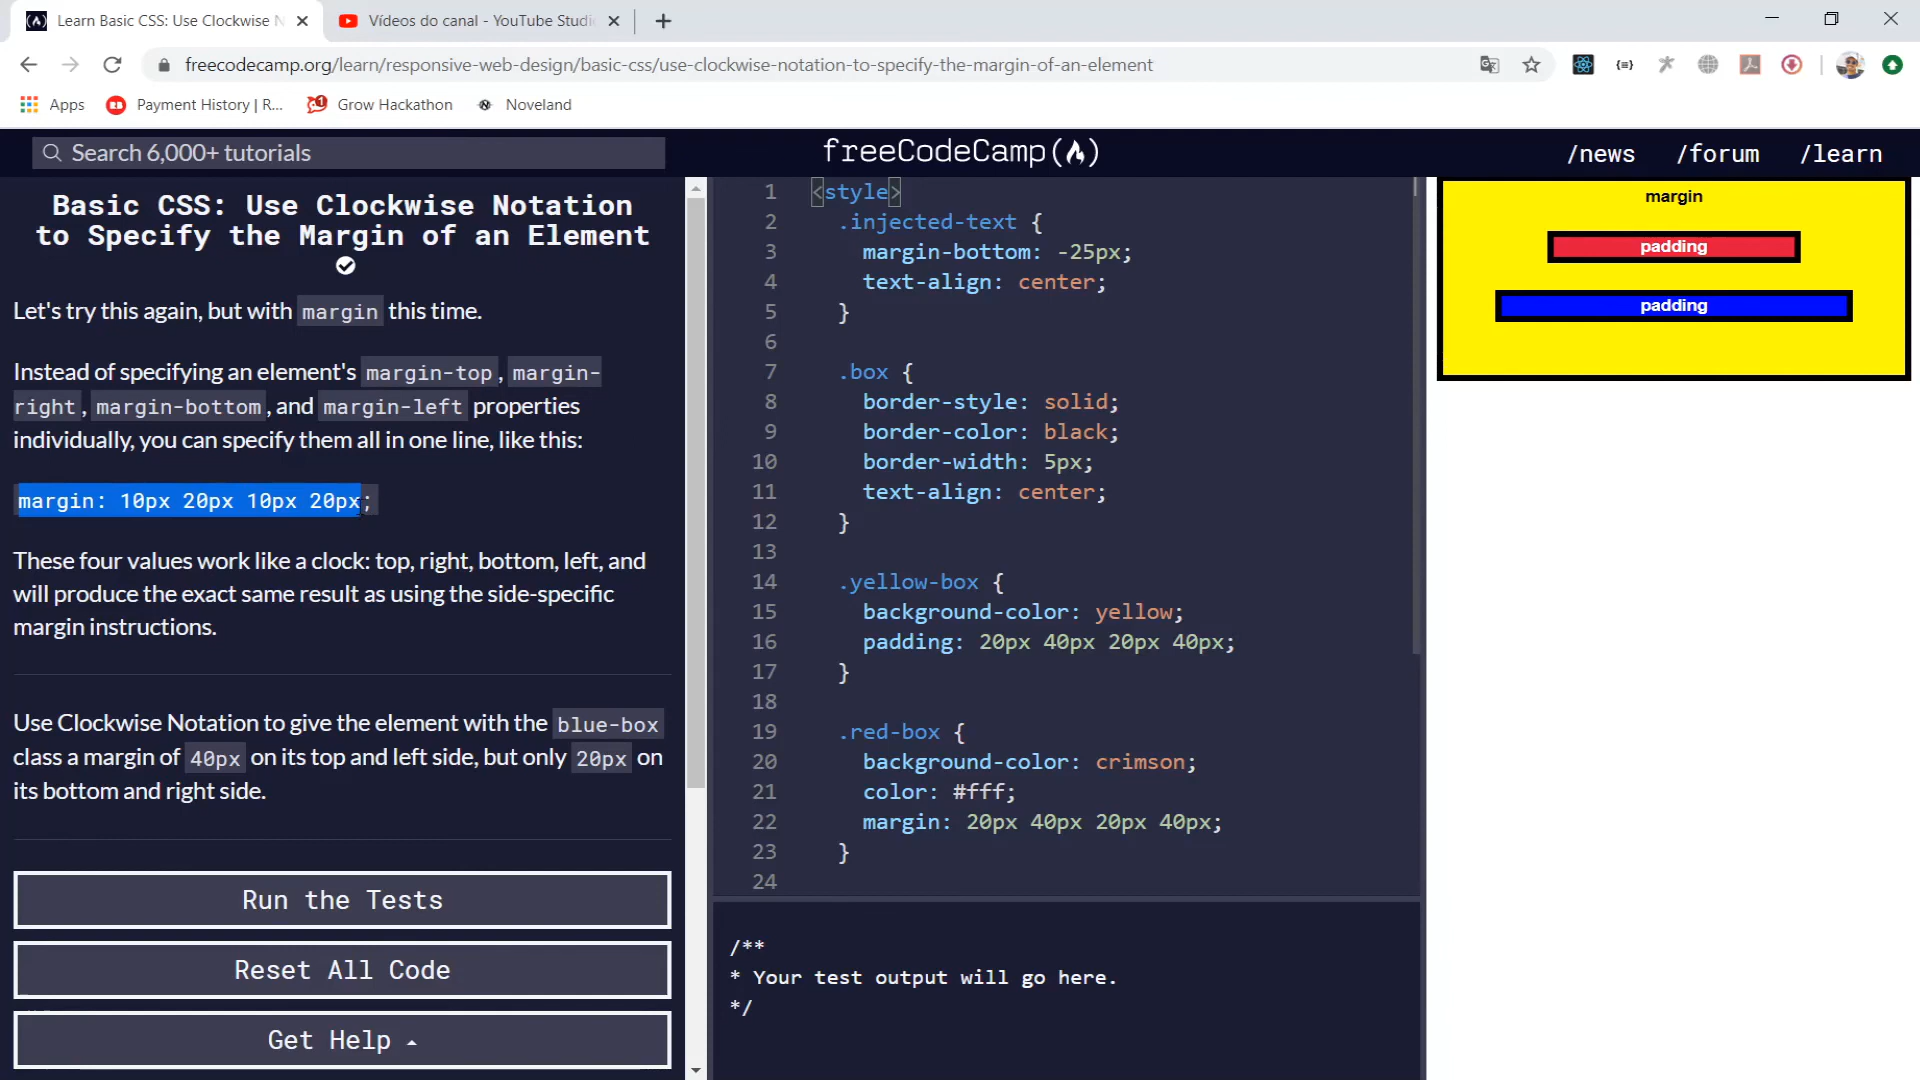 Learn Basic CSS: Use Clockwise N
Vídeos do canal - YouTube Studi
freecodecamp.org/learn/responsive-web-design/basic-css/use-clockwise-notation-to-specify-the-margin-of-an-element
Apps
Payment History | R...
Grow Hackathon
Noveland
Search 6,000+ tutorials
freeCodeCamp
/news
/forum
/learn
Basic CSS: Use Clockwise Notation
to Specify the Margin of an Element
Let's try this again, but with margin this time.
Instead of specifying an element's margin-top, margin-
right, margin-bottom, and margin-left properties
individually, you can specify them all in one line, like this:
margin: 10px 20px 10px 20px;
These four values work like a clock: top, right, bottom, left, and
will produce the exact same result as using the side-specific
margin instructions.
Use Clockwise Notation to give the element with the blue-box
class a margin of 40px on its top and left side, but only 20px on
its bottom and right side.
Run the Tests
Reset All Code
Get Help
1 <style>
2 .injected-text {
3 margin-bottom: -25px;
4 text-align: center;
5 }
6
7 .box {
8 border-style: solid;
9 border-color: black;
10 border-width: 5px;
11 text-align: center;
12 }
13
14 .yellow-box {
15 background-color: yellow;
16 padding: 20px 40px 20px 40px;
17 }
18
19 .red-box {
20 background-color: crimson;
21 color: #fff;
22 margin: 20px 40px 20px 40px;
23 }
24
/**
* Your test output will go here.
*/
margin
padding
padding